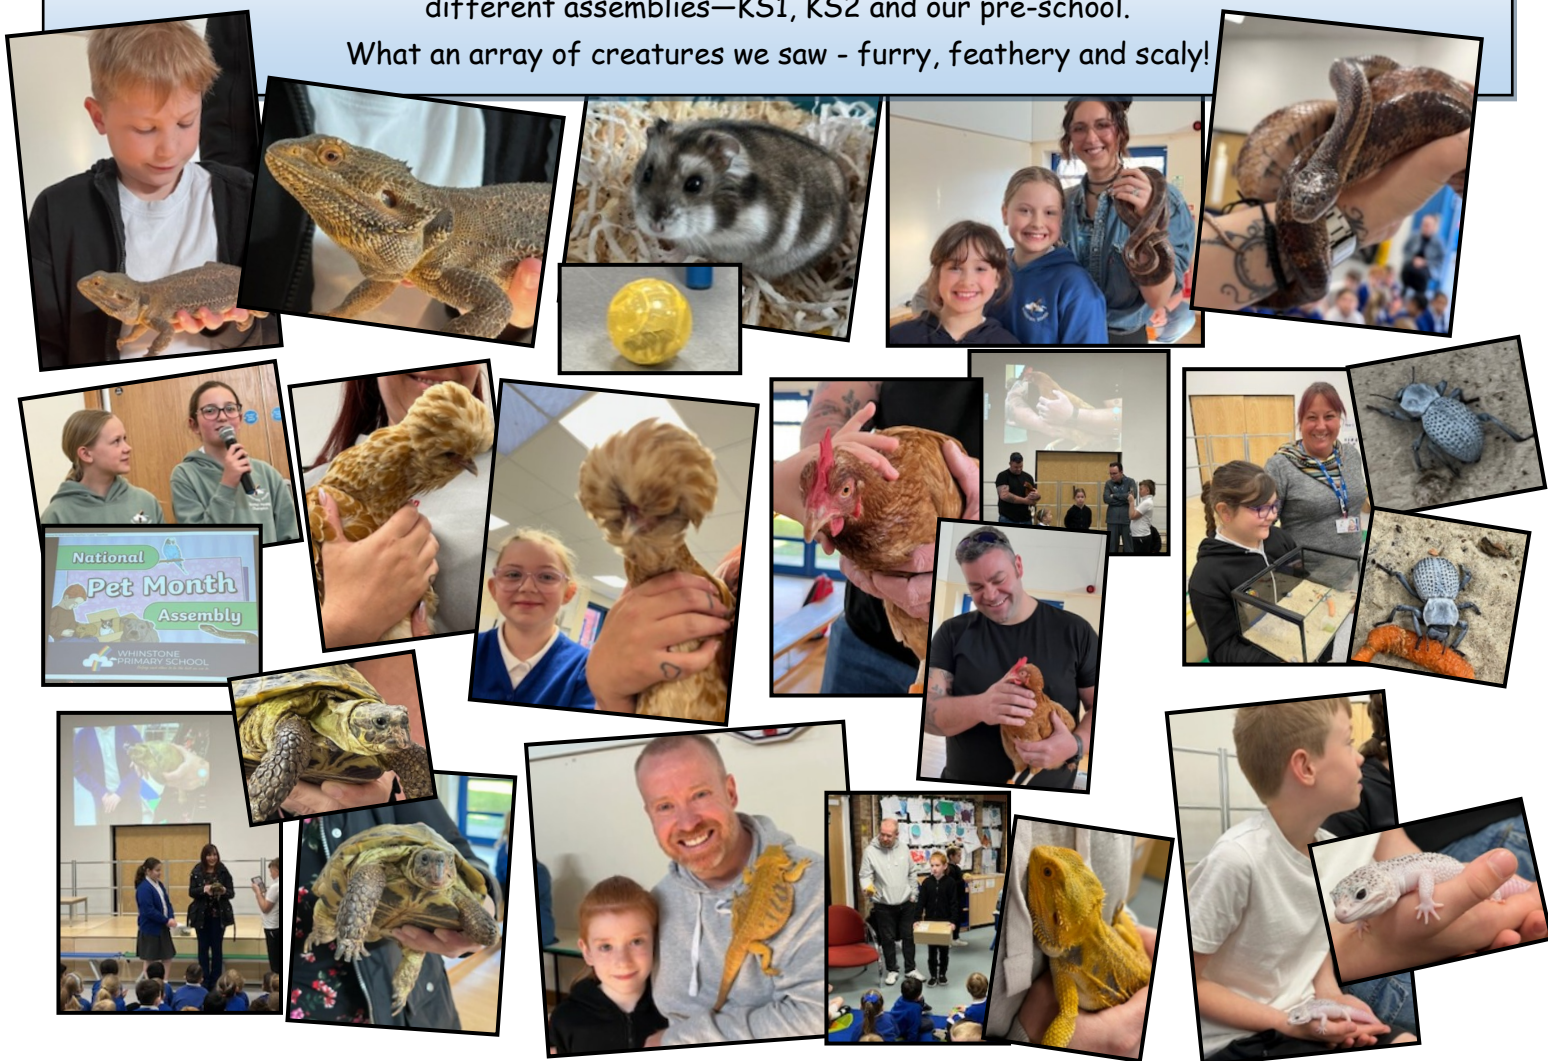 different assemblies—KS1, KS2 and our pre-school.
What an array of creatures we saw - furry, feathery and scaly!
National
Pet Month
Assembly
WHINSTONE
PRIMARY SCHOOL